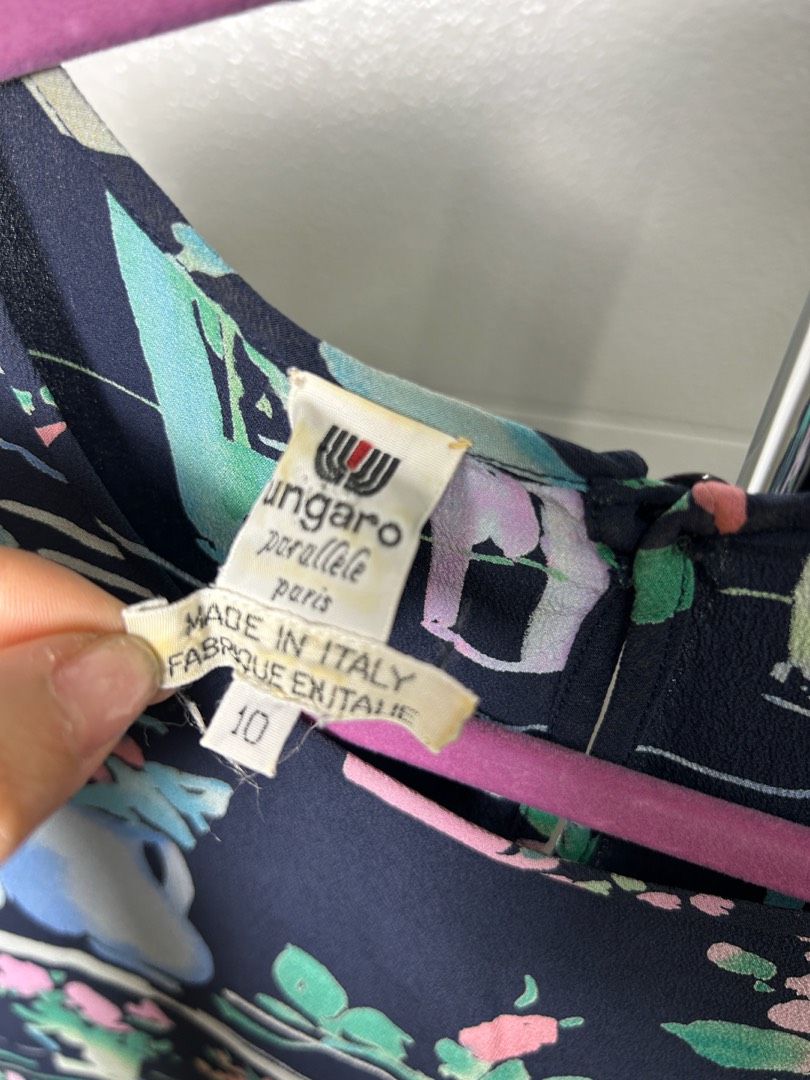 ungaro
parallèle
paris
MADE IN ITALY
FABRIQUE EN ITALIE
10